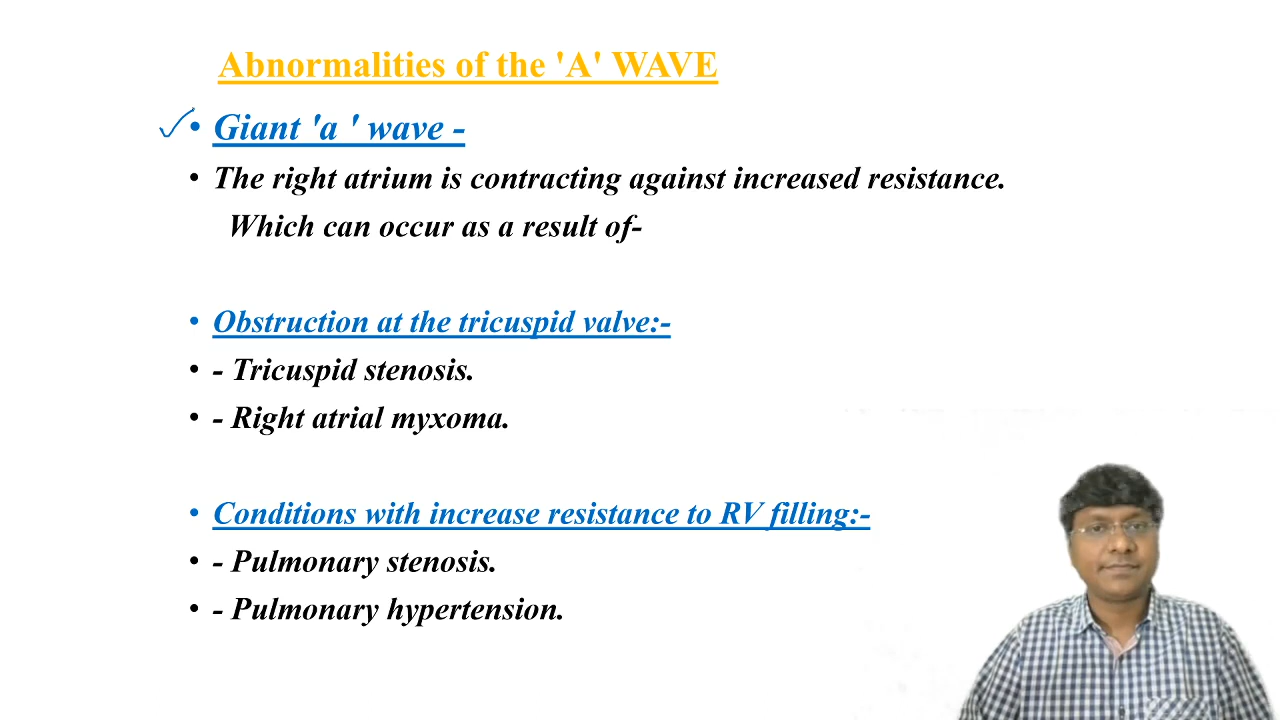 Abnormalities of the 'A' WAVE
• Giant 'a ' wave -
• The right atrium is contracting against increased resistance.
Which can occur as a result of-
• Obstruction at the tricuspid valve:-
• - Tricuspid stenosis.
• - Right atrial myxoma.
• Conditions with increase resistance to RV filling:-
• - Pulmonary stenosis.
• - Pulmonary hypertension.